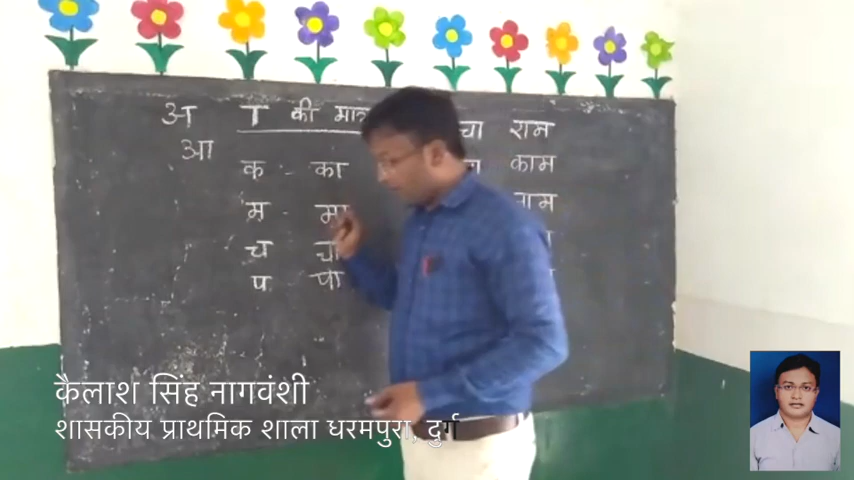 अ ा की मात्रा
आ
चा राम
क - का
काम
म - मा
नाम
च - चा
प - पा
कैलाश सिंह नागवंशी
शासकीय प्राथमिक शाला धरमपुरा, दुर्ग